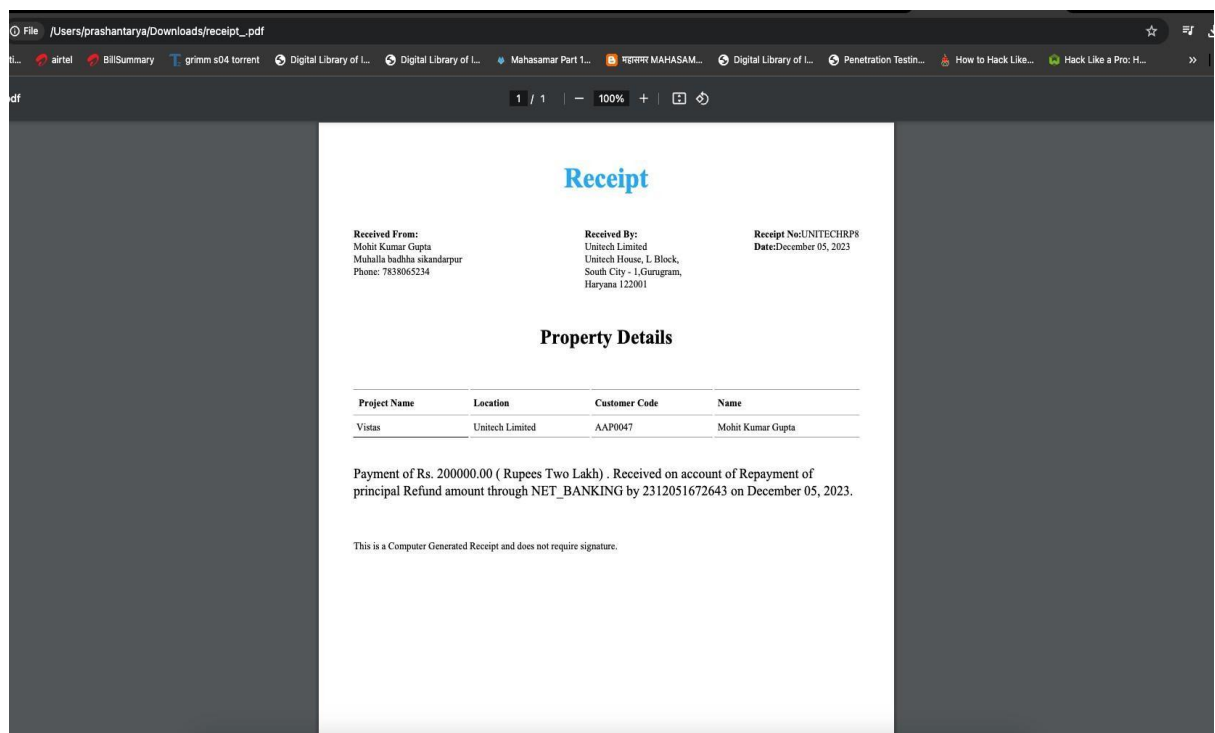 File /Users/prashantarya/Downloads/receipt_.pdf
ti... airtel BillSummary grimm s04 torrent Digital Library of I... Digital Library of I... Mahasamar Part 1... महासमर MAHASAM... Digital Library of I... Penetration Testin... How to Hack Like... Hack Like a Pro: H... »
df 1 / 1 | − 100% + |
Receipt
Received From:
Mohit Kumar Gupta
Muhalla badhha sikandarpur
Phone: 7838065234
Received By:
Unitech Limited
Unitech House, L Block,
South City - 1,Gurugram,
Haryana 122001
Receipt No:UNITECHRP8
Date:December 05, 2023
Property Details
Project Name Location Customer Code Name
Vistas Unitech Limited AAP0047 Mohit Kumar Gupta
Payment of Rs. 200000.00 ( Rupees Two Lakh) . Received on account of Repayment of
principal Refund amount through NET_BANKING by 2312051672643 on December 05, 2023.
This is a Computer Generated Receipt and does not require signature.